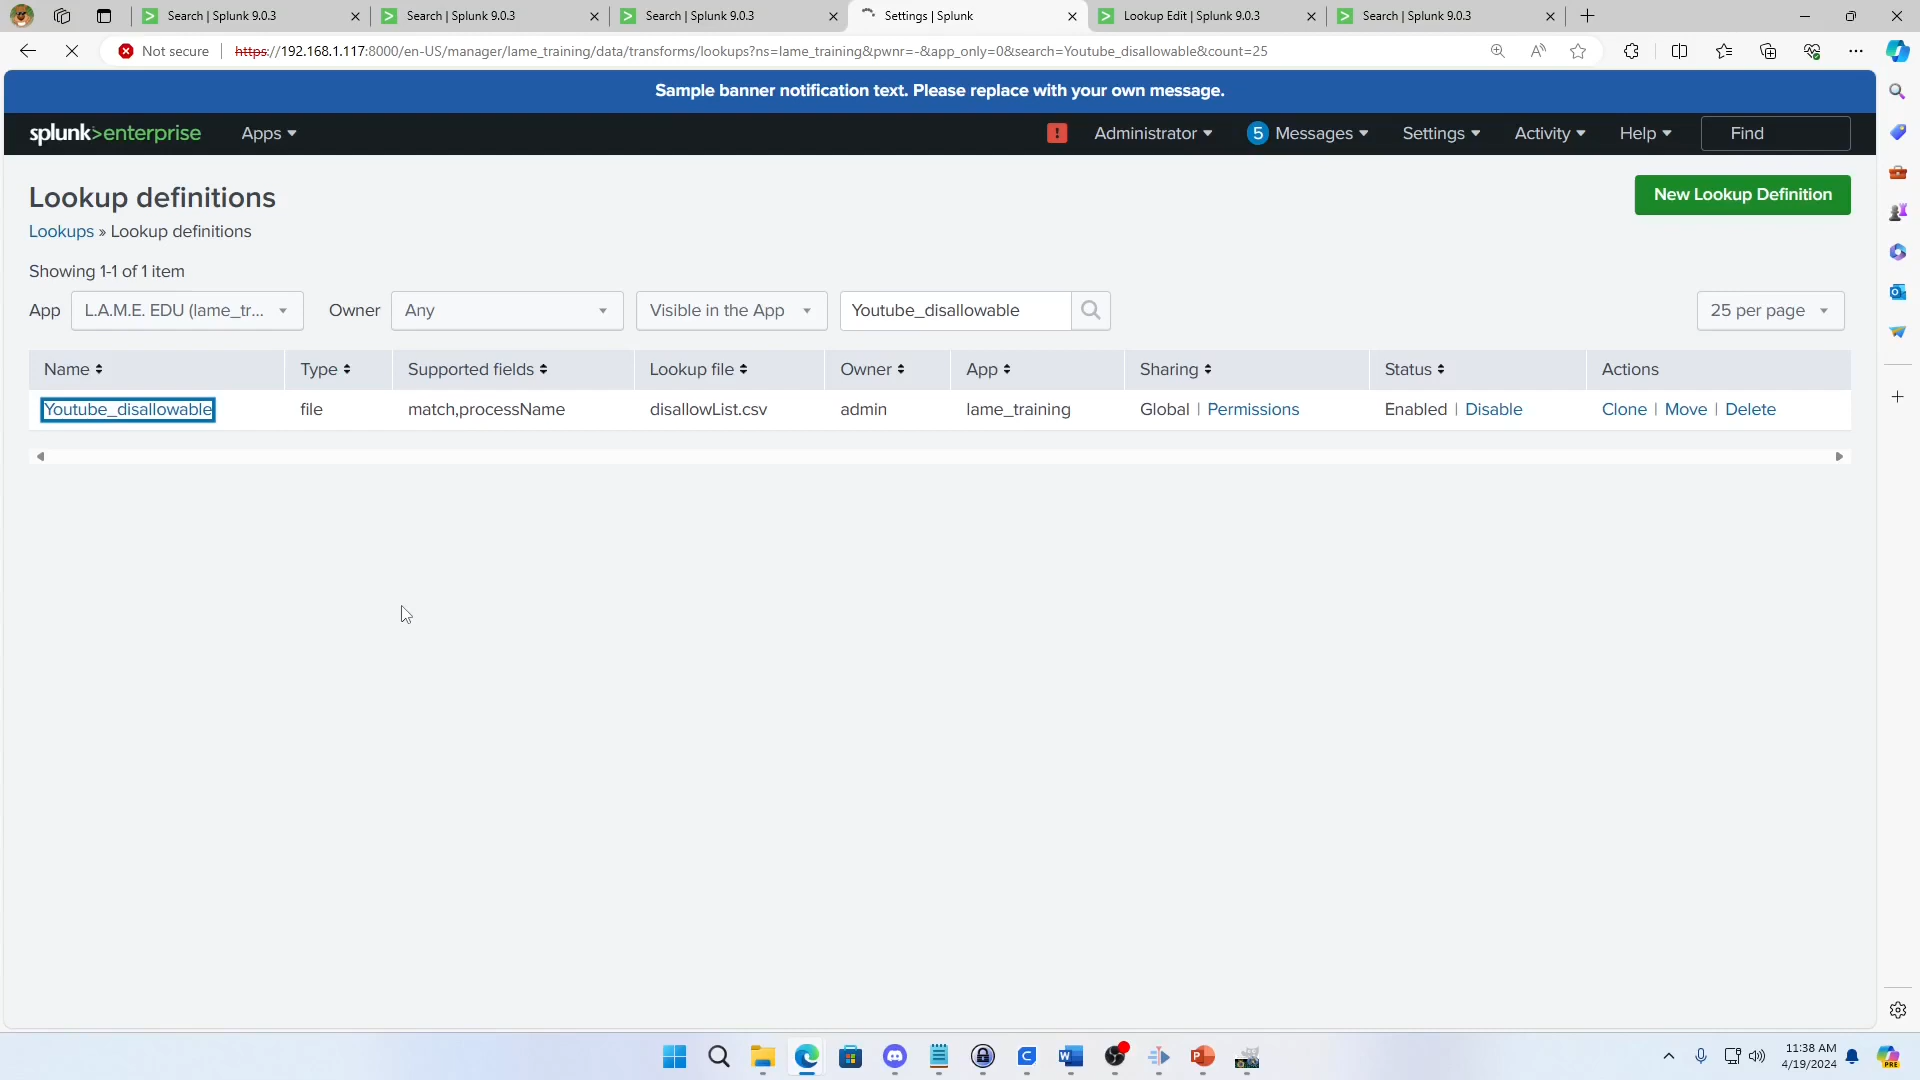 Search | Splunk 9.0.3
Search | Splunk 9.0.3
Search | Splunk 9.0.3
Settings | Splunk
Lookup Edit | Splunk 9.0.3
Search | Splunk 9.0.3
Not secure
https://192.168.1.117:8000/en-US/manager/lame_training/data/transforms/lookups?ns=lame_training&pwnr=-&app_only=0&search=Youtube_disallowable&count=25
Sample banner notification text. Please replace with your own message.
splunk>enterprise Apps
! Administrator 5 Messages Settings Activity Help Find
Lookup definitions
New Lookup Definition
Lookups » Lookup definitions
Showing 1-1 of 1 item
App L.A.M.E. EDU (lame_tr... Owner Any Visible in the App Youtube_disallowable 25 per page
Name Type Supported fields Lookup file Owner App Sharing Status Actions
Youtube_disallowable file match,processName disallowList.csv admin lame_training Global | Permissions Enabled | Disable Clone | Move | Delete
11:38 AM
4/19/2024
PRE